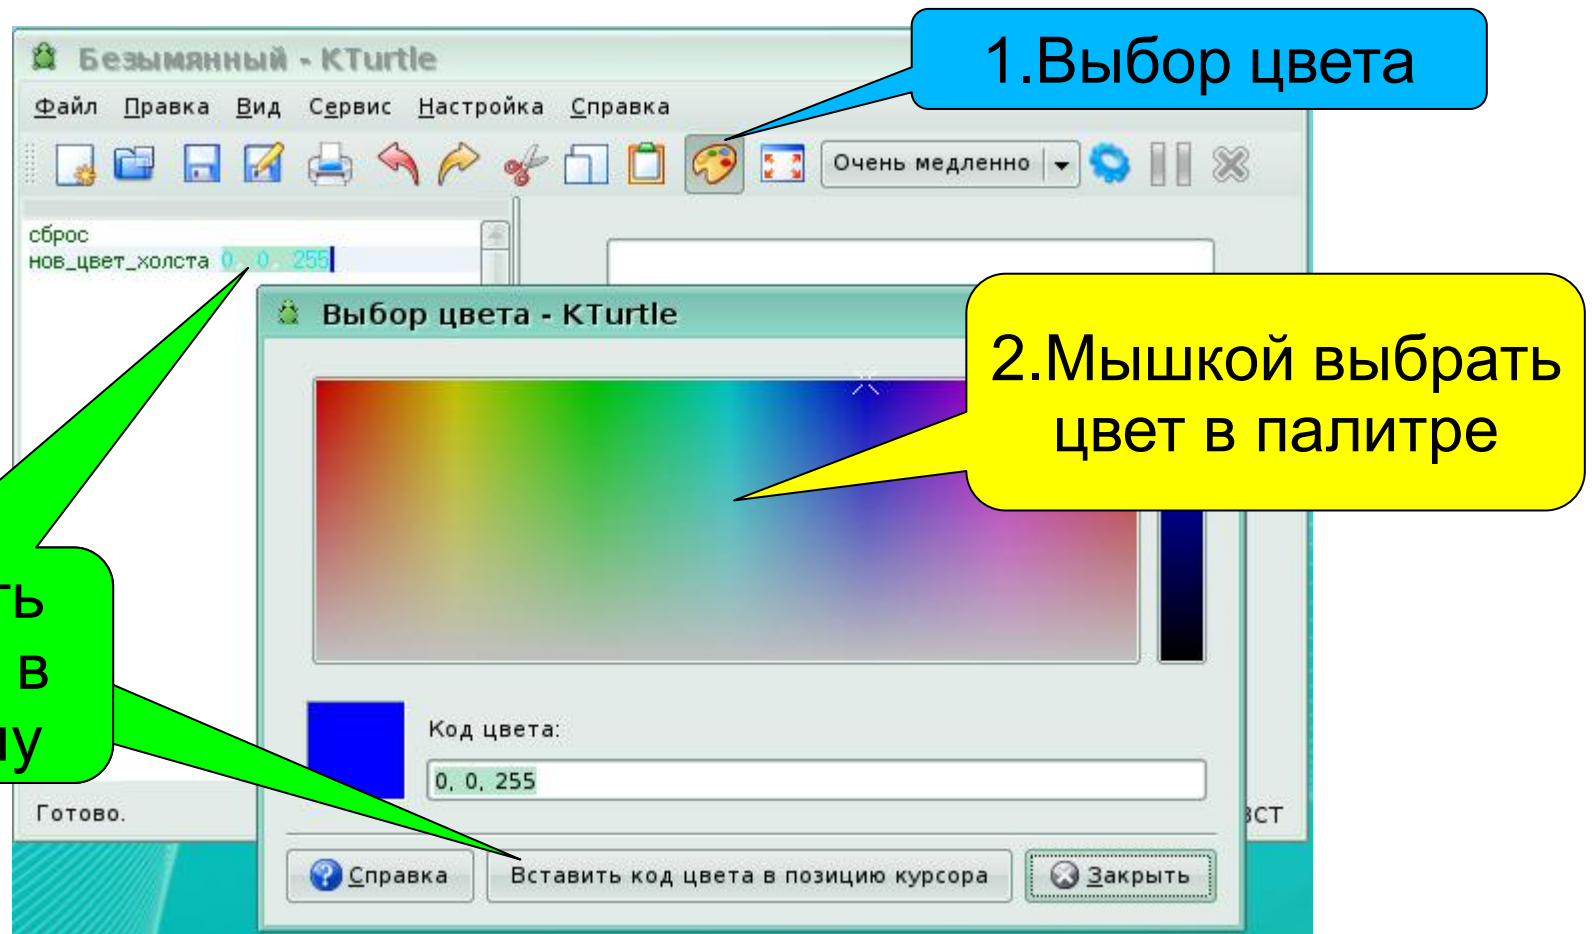 1.Выбор цвета
Безымянный - KTurtle
Файл Правка Вид Сервис Настройка Справка
Очень медленно
сброс
нов_цвет_холста 0, 0, 255
Выбор цвета - KTurtle
2.Мышкой выбрать
цвет в палитре
в
Код цвета:
0, 0, 255
Готово.
Справка
Вставить код цвета в позицию курсора
Закрыть